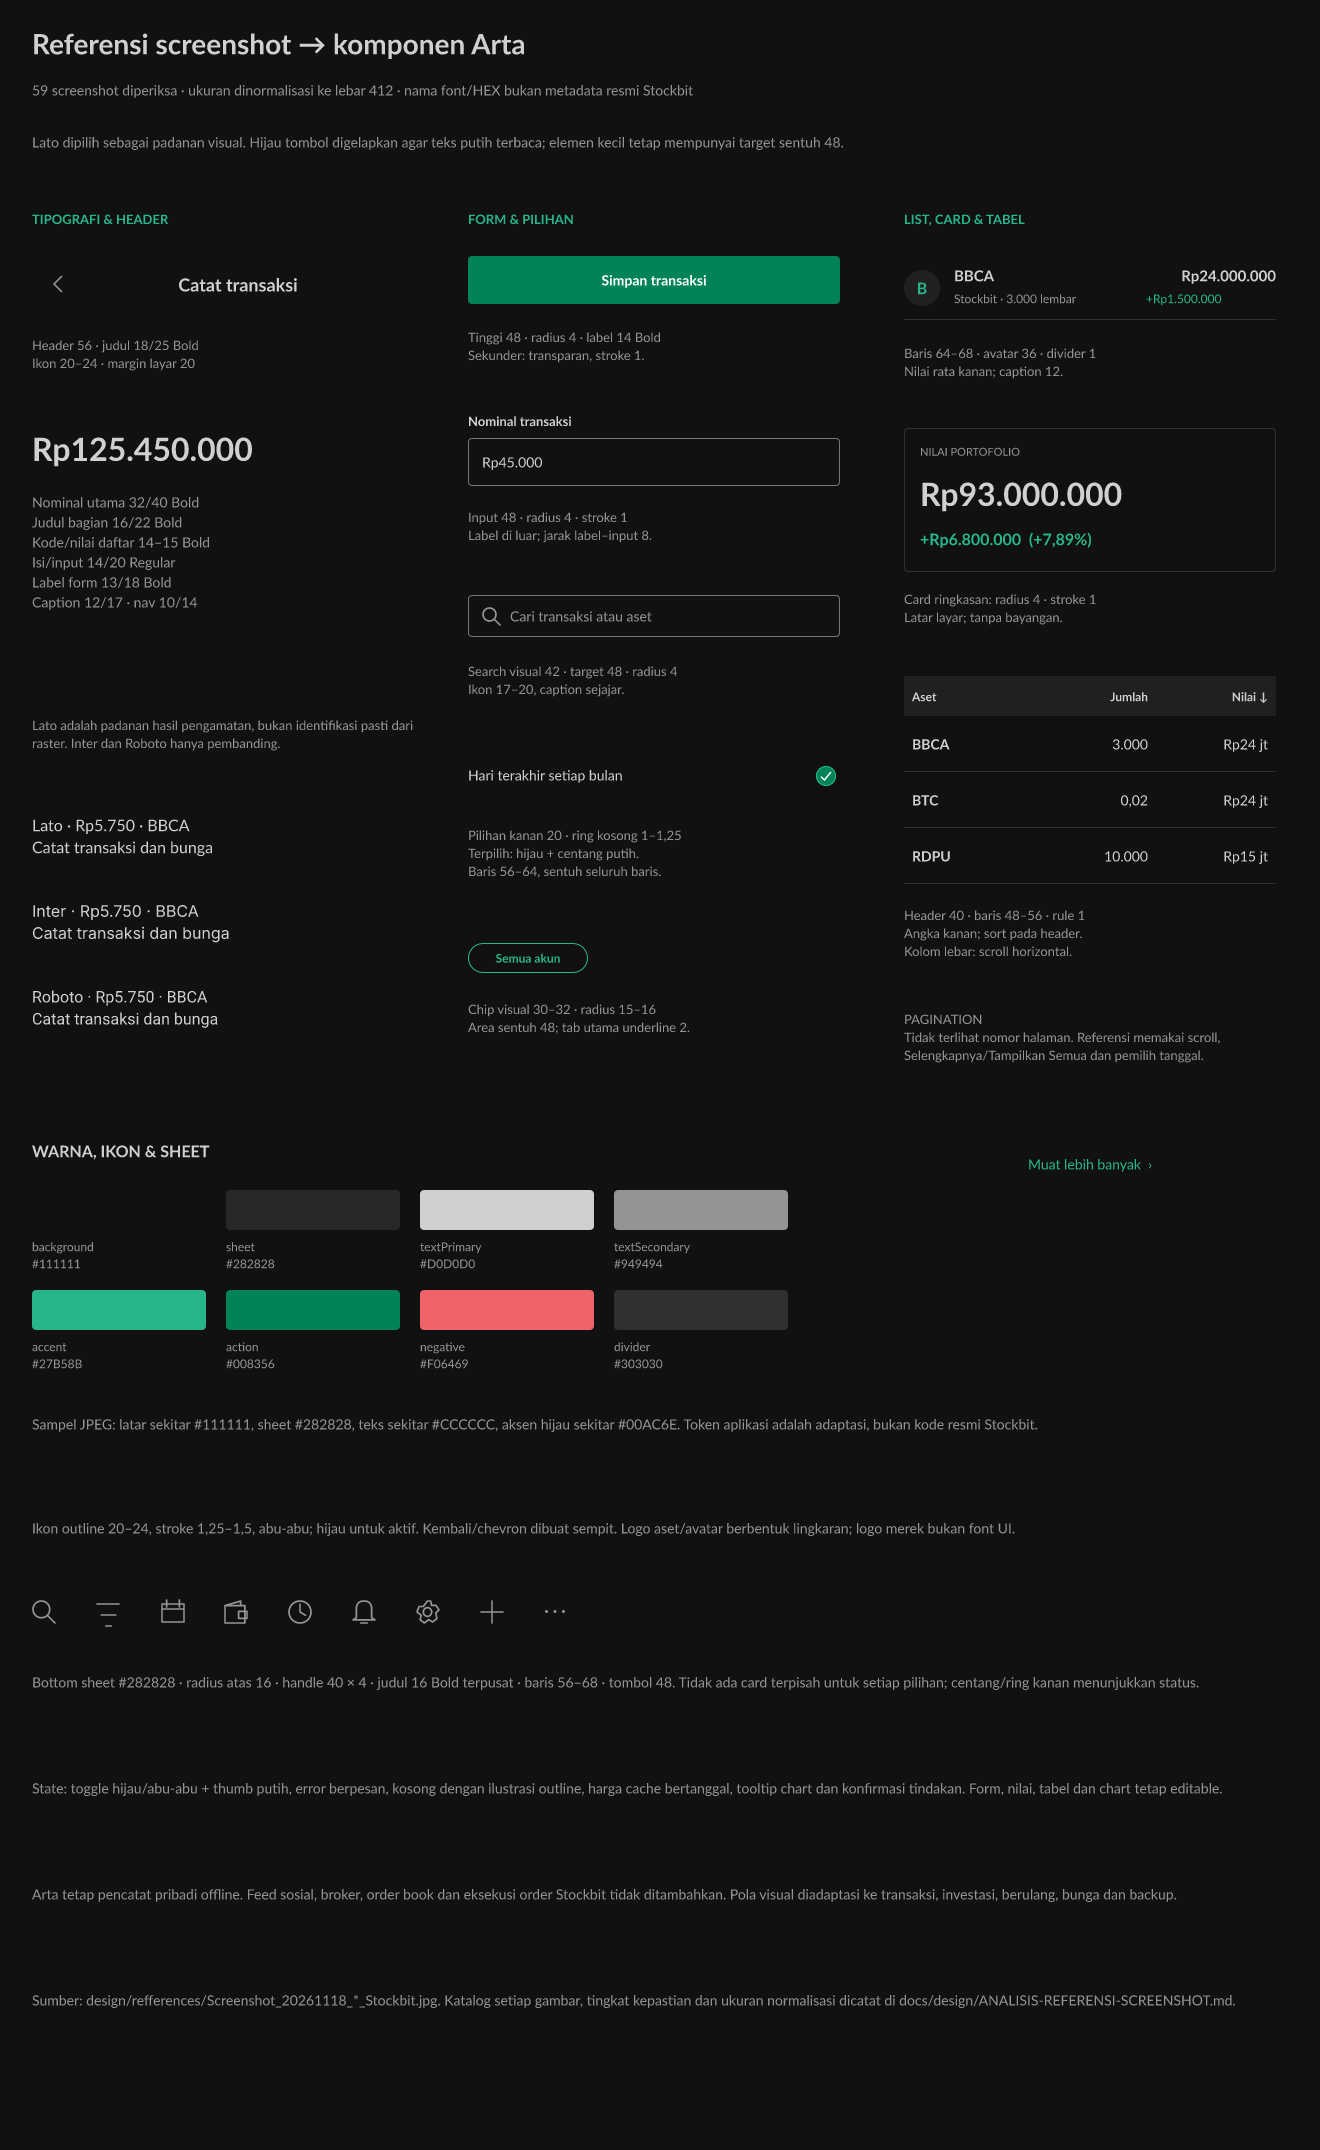 Referensi screenshot → komponen Arta
59 screenshot diperiksa · ukuran dinormalisasi ke lebar 412 · nama font/HEX bukan metadata resmi Stockbit
Lato dipilih sebagai padanan visual. Hijau tombol digelapkan agar teks putih terbaca; elemen kecil tetap mempunyai target sentuh 48.
TIPOGRAFI & HEADER
Catat transaksi
Header 56 · judul 18/25 Bold
Ikon 20–24 · margin layar 20
Rp125.450.000
Nominal utama 32/40 Bold
Judul bagian 16/22 Bold
Kode/nilai daftar 14–15 Bold
Isi/input 14/20 Regular
Label form 13/18 Bold
Caption 12/17 · nav 10/14
Lato adalah padanan hasil pengamatan, bukan identifikasi pasti dari
raster. Inter dan Roboto hanya pembanding.
Lato · Rp5.750 · BBCA
Catat transaksi dan bunga
Inter · Rp5.750 · BBCA
Catat transaksi dan bunga
Roboto · Rp5.750 · BBCA
Catat transaksi dan bunga
FORM & PILIHAN
Simpan transaksi
Tinggi 48 · radius 4 · label 14 Bold
Sekunder: transparan, stroke 1.
Nominal transaksi
Rp45.000
Input 48 · radius 4 · stroke 1
Label di luar; jarak label–input 8.
Cari transaksi atau aset
Search visual 42 · target 48 · radius 4
Ikon 17–20, caption sejajar.
Hari terakhir setiap bulan
Pilihan kanan 20 · ring kosong 1–1,25
Terpilih: hijau + centang putih.
Baris 56–64, sentuh seluruh baris.
Semua akun
Chip visual 30–32 · radius 15–16
Area sentuh 48; tab utama underline 2.
LIST, CARD & TABEL
B
BBCA Rp24.000.000
Stockbit · 3.000 lembar +Rp1.500.000
Baris 64–68 · avatar 36 · divider 1
Nilai rata kanan; caption 12.
NILAI PORTOFOLIO
Rp93.000.000
+Rp6.800.000 (+7,89%)
Card ringkasan: radius 4 · stroke 1
Latar layar; tanpa bayangan.
Aset Jumlah Nilai ↓
BBCA 3.000 Rp24 jt
BTC 0,02 Rp24 jt
RDPU 10.000 Rp15 jt
Header 40 · baris 48–56 · rule 1
Angka kanan; sort pada header.
Kolom lebar: scroll horizontal.
PAGINATION
Tidak terlihat nomor halaman. Referensi memakai scroll,
Selengkapnya/Tampilkan Semua dan pemilih tanggal.
Muat lebih banyak ›
WARNA, IKON & SHEET
background
#111111
sheet
#282828
textPrimary
#D0D0D0
textSecondary
#949494
accent
#27B58B
action
#008356
negative
#F06469
divider
#303030
Sampel JPEG: latar sekitar #111111, sheet #282828, teks sekitar #CCCCCC, aksen hijau sekitar #00AC6E. Token aplikasi adalah adaptasi, bukan kode resmi Stockbit.
Ikon outline 20–24, stroke 1,25–1,5, abu-abu; hijau untuk aktif. Kembali/chevron dibuat sempit. Logo aset/avatar berbentuk lingkaran; logo merek bukan font UI.
Bottom sheet #282828 · radius atas 16 · handle 40 × 4 · judul 16 Bold terpusat · baris 56–68 · tombol 48. Tidak ada card terpisah untuk setiap pilihan; centang/ring kanan menunjukkan status.
State: toggle hijau/abu-abu + thumb putih, error berpesan, kosong dengan ilustrasi outline, harga cache bertanggal, tooltip chart dan konfirmasi tindakan. Form, nilai, tabel dan chart tetap editable.
Arta tetap pencatat pribadi offline. Feed sosial, broker, order book dan eksekusi order Stockbit tidak ditambahkan. Pola visual diadaptasi ke transaksi, investasi, berulang, bunga dan backup.
Sumber: design/refferences/Screenshot_20261118_*_Stockbit.jpg. Katalog setiap gambar, tingkat kepastian dan ukuran normalisasi dicatat di docs/design/ANALISIS-REFERENSI-SCREENSHOT.md.